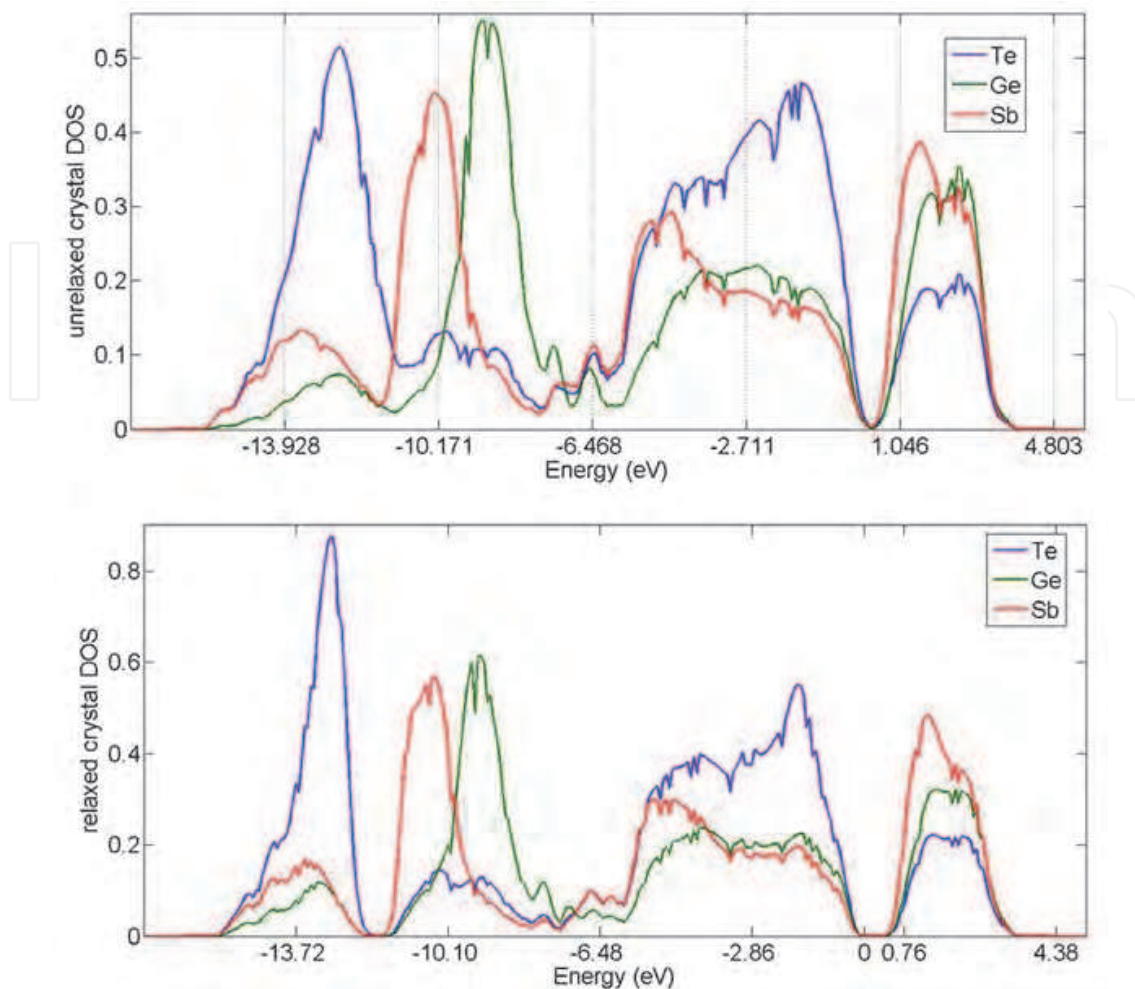 unrelaxed crystal DOS
0.5
0.4
0.3
0.2
0.1
0
Te
Ge
Sb
-13.928 -10.171 -6.468 -2.711 1.046 4.803
Energy (eV)
relaxed crystal DOS
0.8
0.6
0.4
0.2
0
Te
Ge
Sb
-13.72 -10.10 -6.48 -2.86 0 0.76 4.38
Energy (eV)